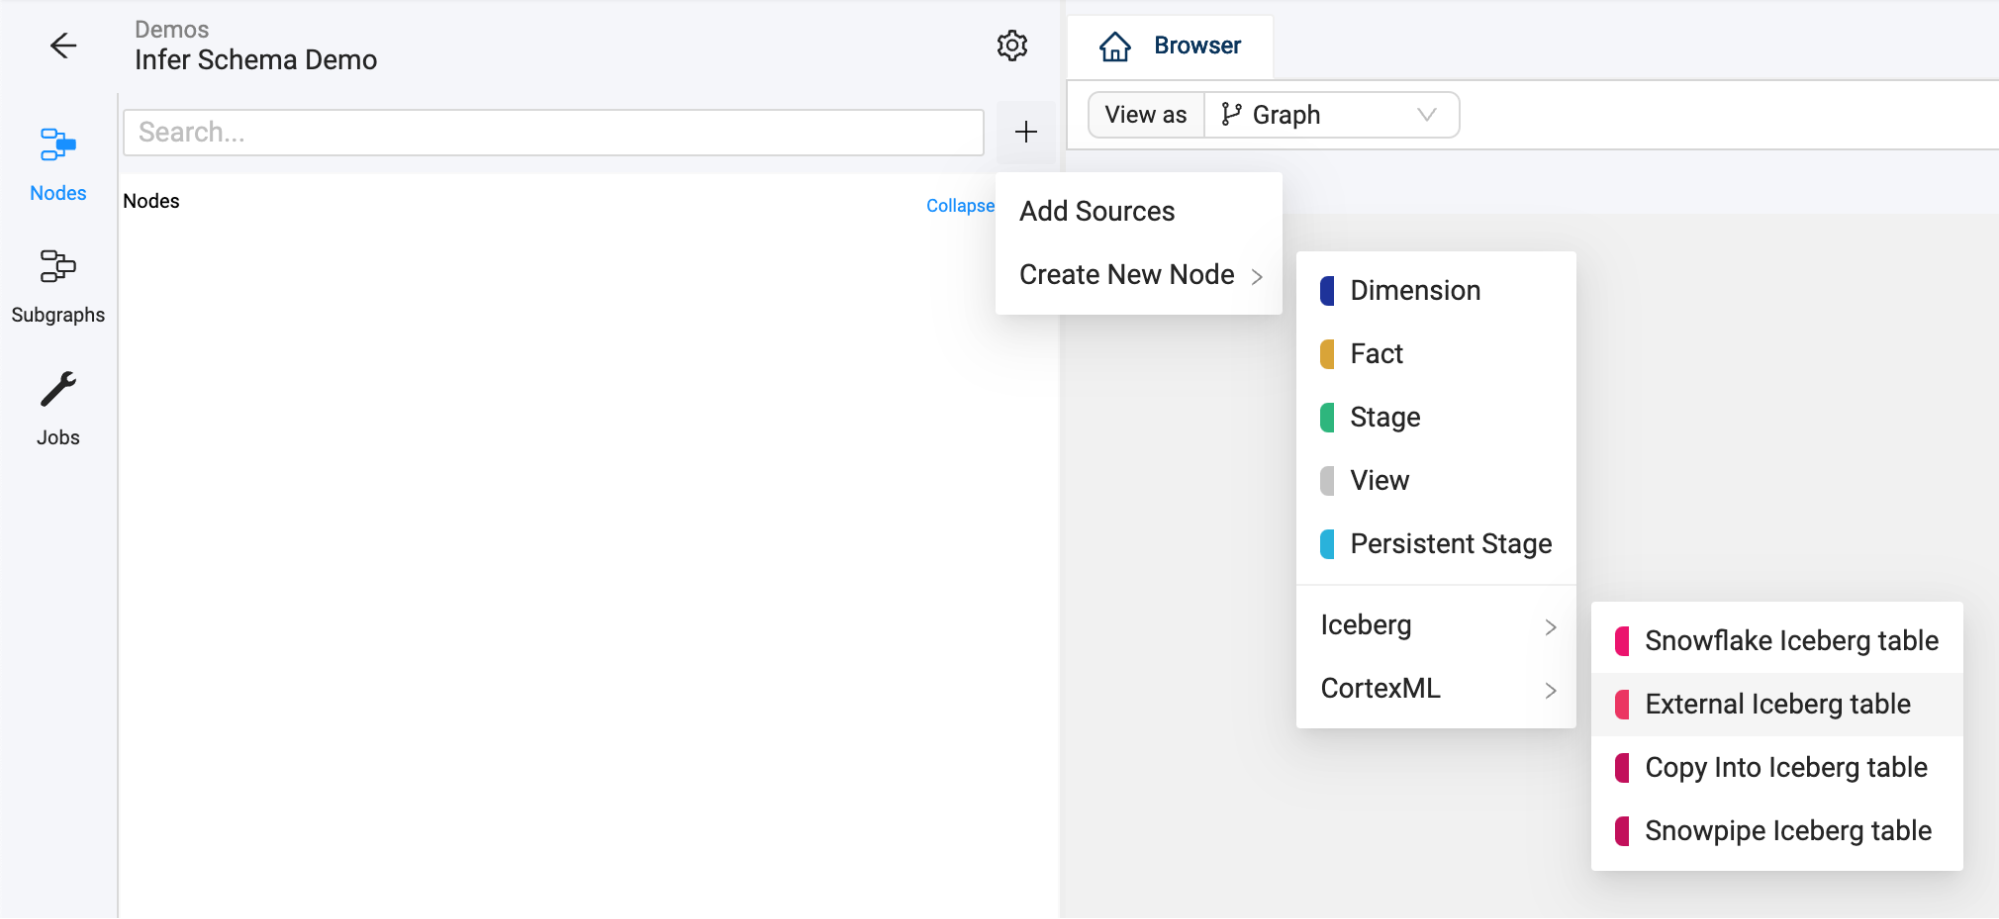 Demos
Infer Schema Demo
Search...
Nodes
Subgraphs
Jobs
Nodes
Collapse
Browser
View as
Graph
Add Sources
Create New Node
Dimension
Fact
Stage
View
Persistent Stage
Iceberg
CortexML
Snowflake Iceberg table
External Iceberg table
Copy Into Iceberg table
Snowpipe Iceberg table